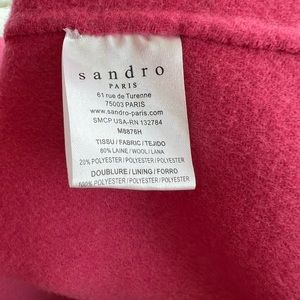 sandro
PARIS
61 rue de Turenne
75003 PARIS
www.sandro-paris.com
SMCP USA-RN 132784
M8876H
TISSU / FABRIC / TEJIDO
80% LAINE / WOOL / LANA
20% POLYESTER / POLYESTER / POLYESTER
DOUBLURE / LINING / FORRO
100% POLYESTER / POLYESTER / POLYESTER